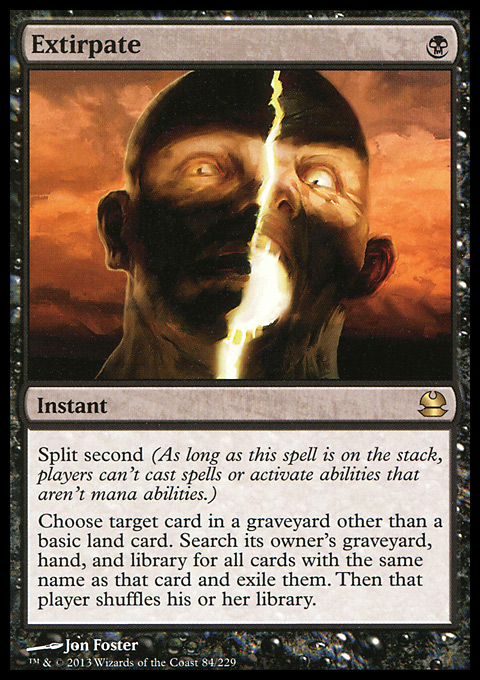 Extirpate
Instant
Split second (As long as this spell is on the stack,
players can't cast spells or activate abilities that
aren't mana abilities.)
Choose target card in a graveyard other than a
basic land card. Search its owner's graveyard,
hand, and library for all cards with the same
name as that card and exile them. Then that
player shuffles his or her library.
Jon Foster
™ & © 2013 Wizards of the Coast 84/229